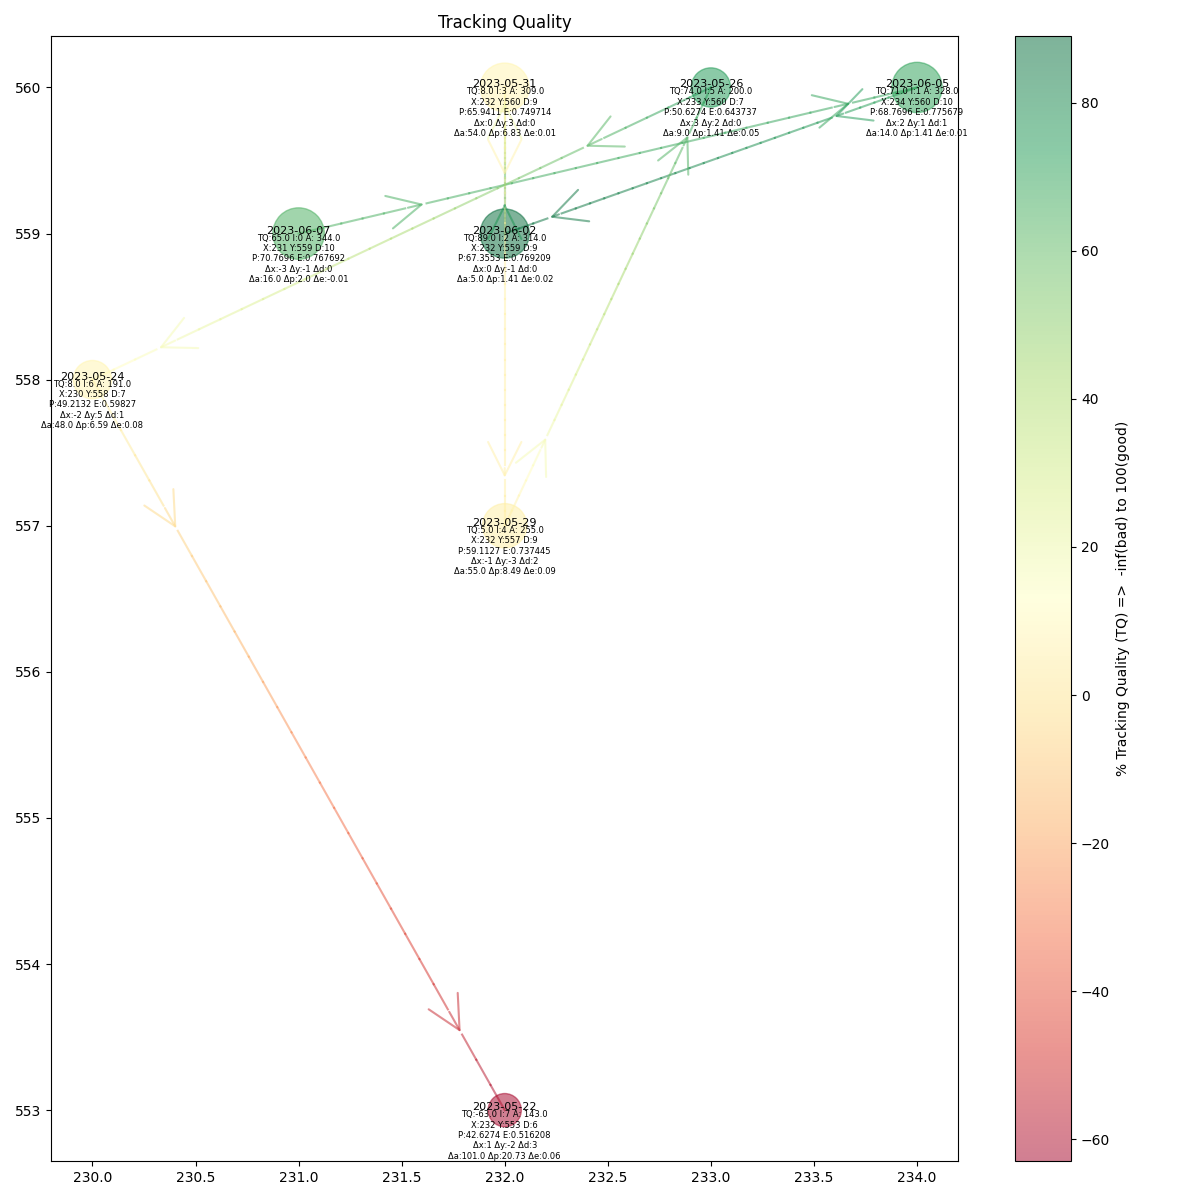 Tracking Quality
2023-05-31
TQ:8.0 I:3 A: 309.0
X:232 Y:560 D:9
P:65.9411 E:0.749714
Δx:0 Δy:3 Δd:0
Δa:54.0 Δp:6.83 Δe:0.01
2023-05-26
TQ:74.0 I:5 A: 200.0
X:233 Y:560 D:7
P:50.6274 E:0.643737
Δx:3 Δy:2 Δd:0
Δa:9.0 Δp:1.41 Δe:0.05
2023-06-05
TQ:71.0 I:1 A: 328.0
X:234 Y:560 D:10
P:68.7696 E:0.775679
Δx:2 Δy:1 Δd:1
Δa:14.0 Δp:1.41 Δe:0.01
2023-06-07
TQ:65.0 I:0 A: 344.0
X:231 Y:559 D:10
P:70.7696 E:0.767692
Δx:-3 Δy:-1 Δd:0
Δa:16.0 Δp:2.0 Δe:-0.01
2023-06-02
TQ:89.0 I:2 A: 314.0
X:232 Y:559 D:9
P:67.3553 E:0.769209
Δx:0 Δy:-1 Δd:0
Δa:5.0 Δp:1.41 Δe:0.02
2023-05-24
TQ:8.0 I:6 A: 191.0
X:230 Y:558 D:7
P:49.2132 E:0.59827
Δx:-2 Δy:5 Δd:1
Δa:48.0 Δp:6.59 Δe:0.08
2023-05-29
TQ:5.0 I:4 A: 255.0
X:232 Y:557 D:9
P:59.1127 E:0.737445
Δx:-1 Δy:-3 Δd:2
Δa:55.0 Δp:8.49 Δe:0.09
2023-05-22
TQ:-63.0 I:7 A: 143.0
X:232 Y:553 D:6
P:42.6274 E:0.516208
Δx:1 Δy:-2 Δd:3
Δa:101.0 Δp:20.73 Δe:0.06
560
559
558
557
556
555
554
553
230.0 230.5 231.0 231.5 232.0 232.5 233.0 233.5 234.0
80
60
40
20
0
−20
−40
−60
% Tracking Quality (TQ) => -inf(bad) to 100(good)